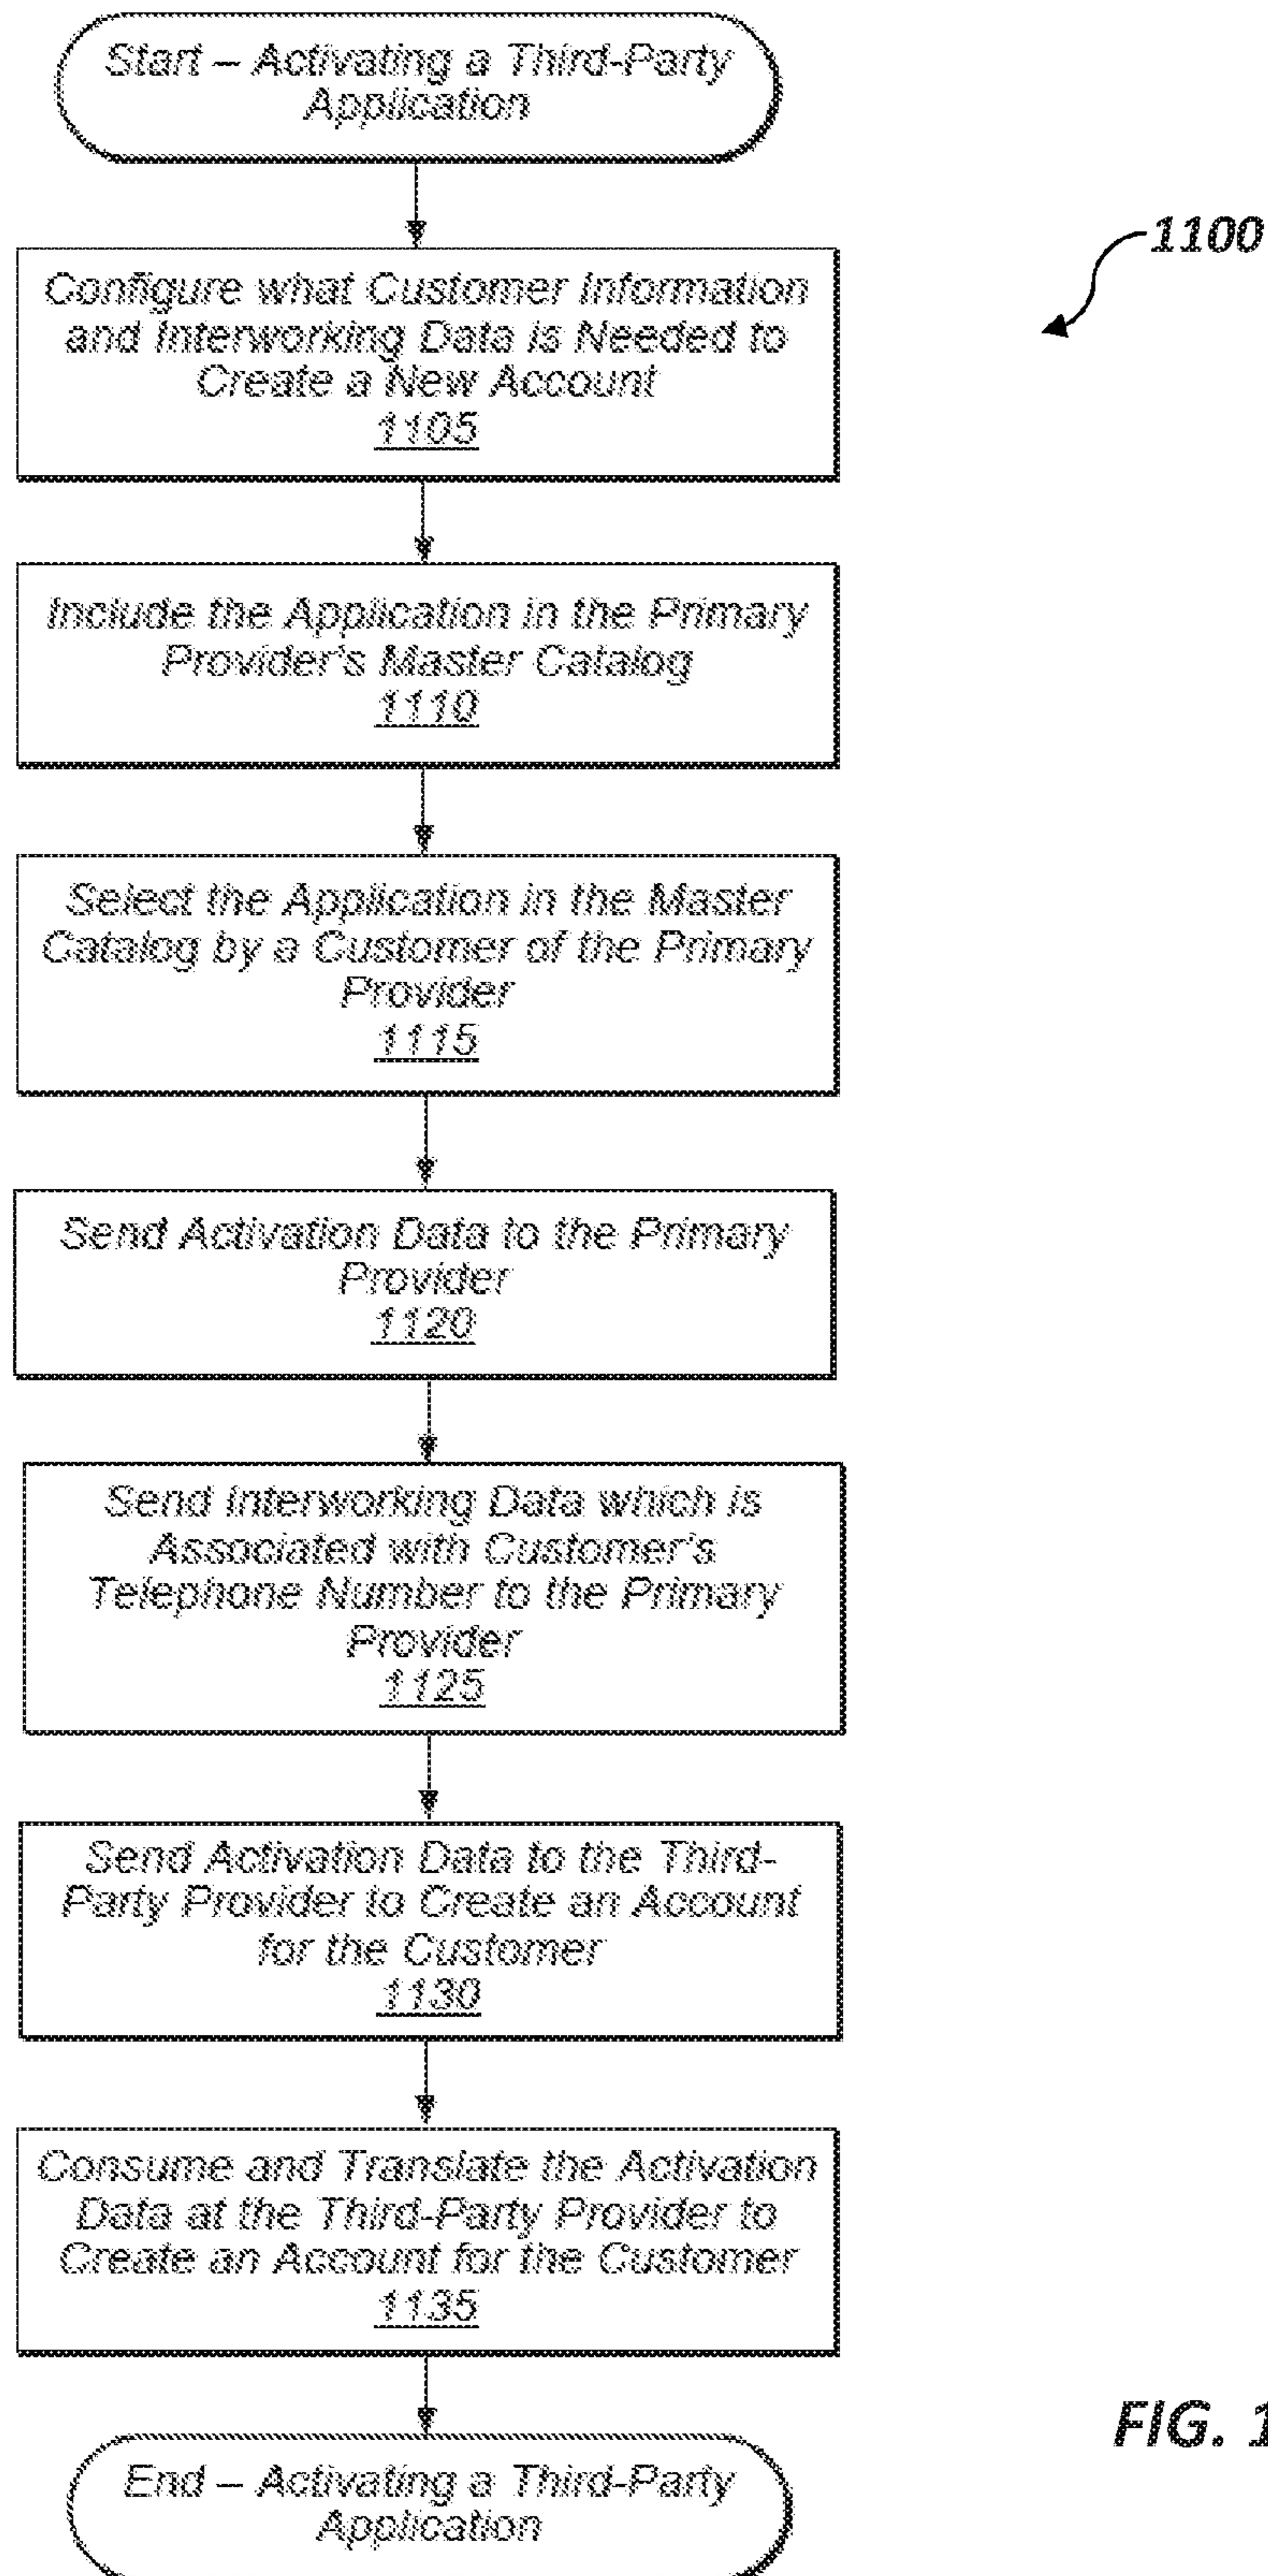 Start – Activating a Third-Party
Application
1100
Configure what Customer Information
and Interworking Data is Needed to
Create a New Account
1105
Include the Application in the Primary
Provider's Master Catalog
1110
Select the Application in the Master
Catalog by a Customer of the Primary
Provider
1115
Send Activation Data to the Primary
Provider
1120
Send Interworking Data which is
Associated with Customer's
Telephone Number to the Primary
Provider
1125
Send Activation Data to the Third-
Party Provider to Create an Account
for the Customer
1130
Consume and Translate the Activation
Data at the Third-Party Provider to
Create an Account for the Customer
1135
FIG. 1
End – Activating a Third-Party
Application